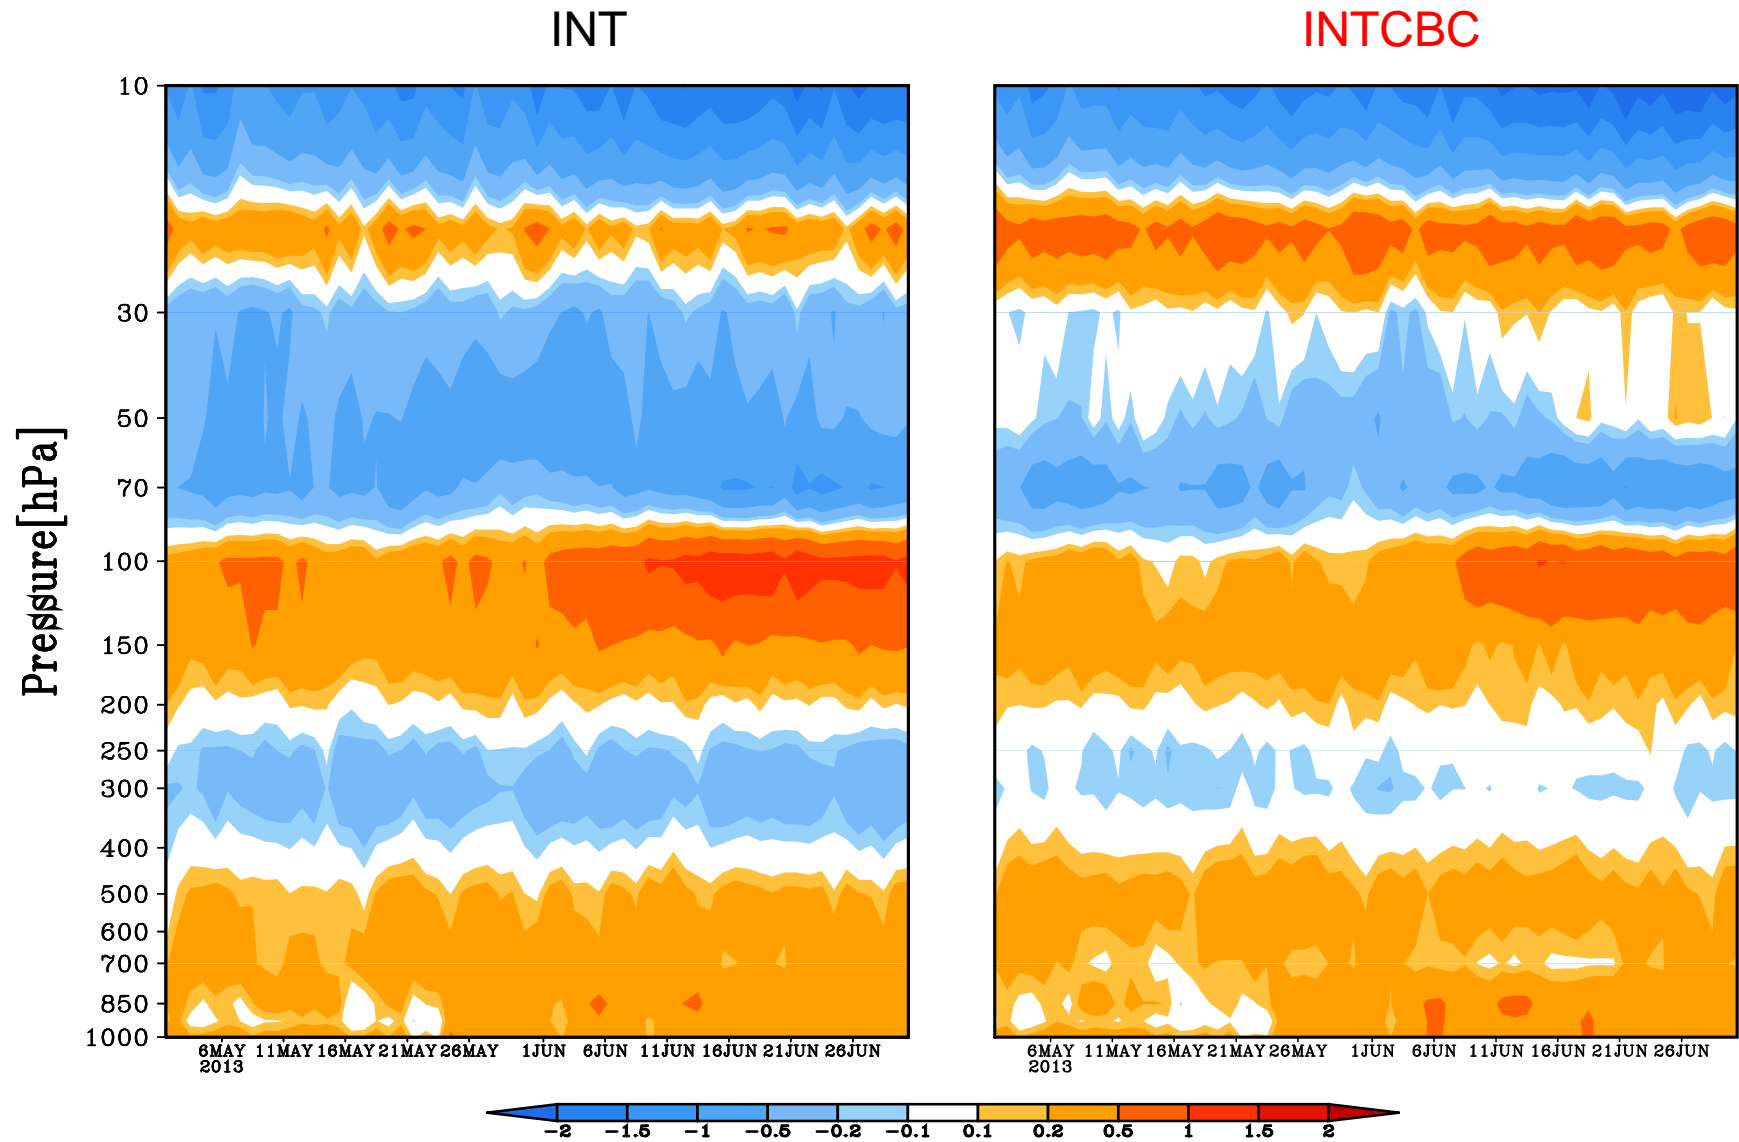 INT
INTCBC
Pressure[hPa]
10
30
50
70
100
150
200
250
300
400
500
600
700
850
1000
6MAY 11MAY 16MAY 21MAY 26MAY 1JUN 6JUN 11JUN 16JUN 21JUN 26JUN
2013
6MAY 11MAY 16MAY 21MAY 26MAY 1JUN 6JUN 11JUN 16JUN 21JUN 26JUN
2013
-2 -1.5 -1 -0.5 -0.2 -0.1 0.1 0.2 0.5 1 1.5 2